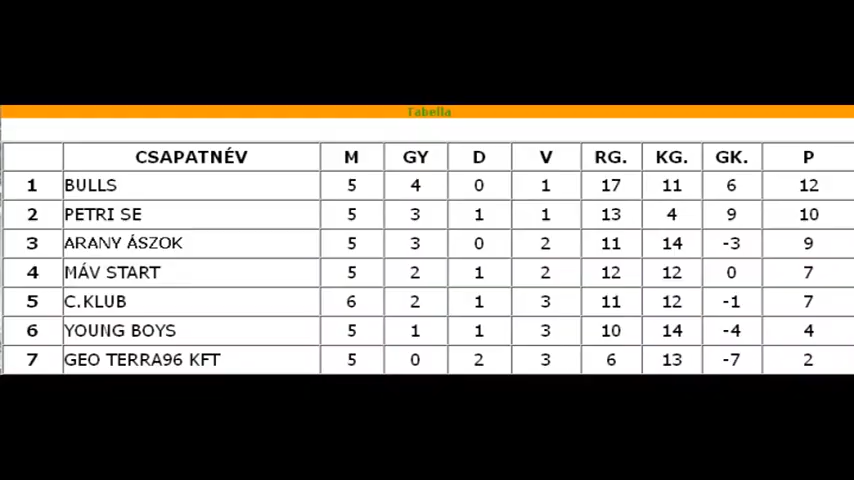 Tabella
CSAPATNÉV M GY D V RG. KG. GK. P
1 BULLS 5 4 0 1 17 11 6 12
2 PETRI SE 5 3 1 1 13 4 9 10
3 ARANY ÁSZOK 5 3 0 2 11 14 -3 9
4 MÁV START 5 2 1 2 12 12 0 7
5 C.KLUB 6 2 1 3 11 12 -1 7
6 YOUNG BOYS 5 1 1 3 10 14 -4 4
7 GEO TERRA96 KFT 5 0 2 3 6 13 -7 2